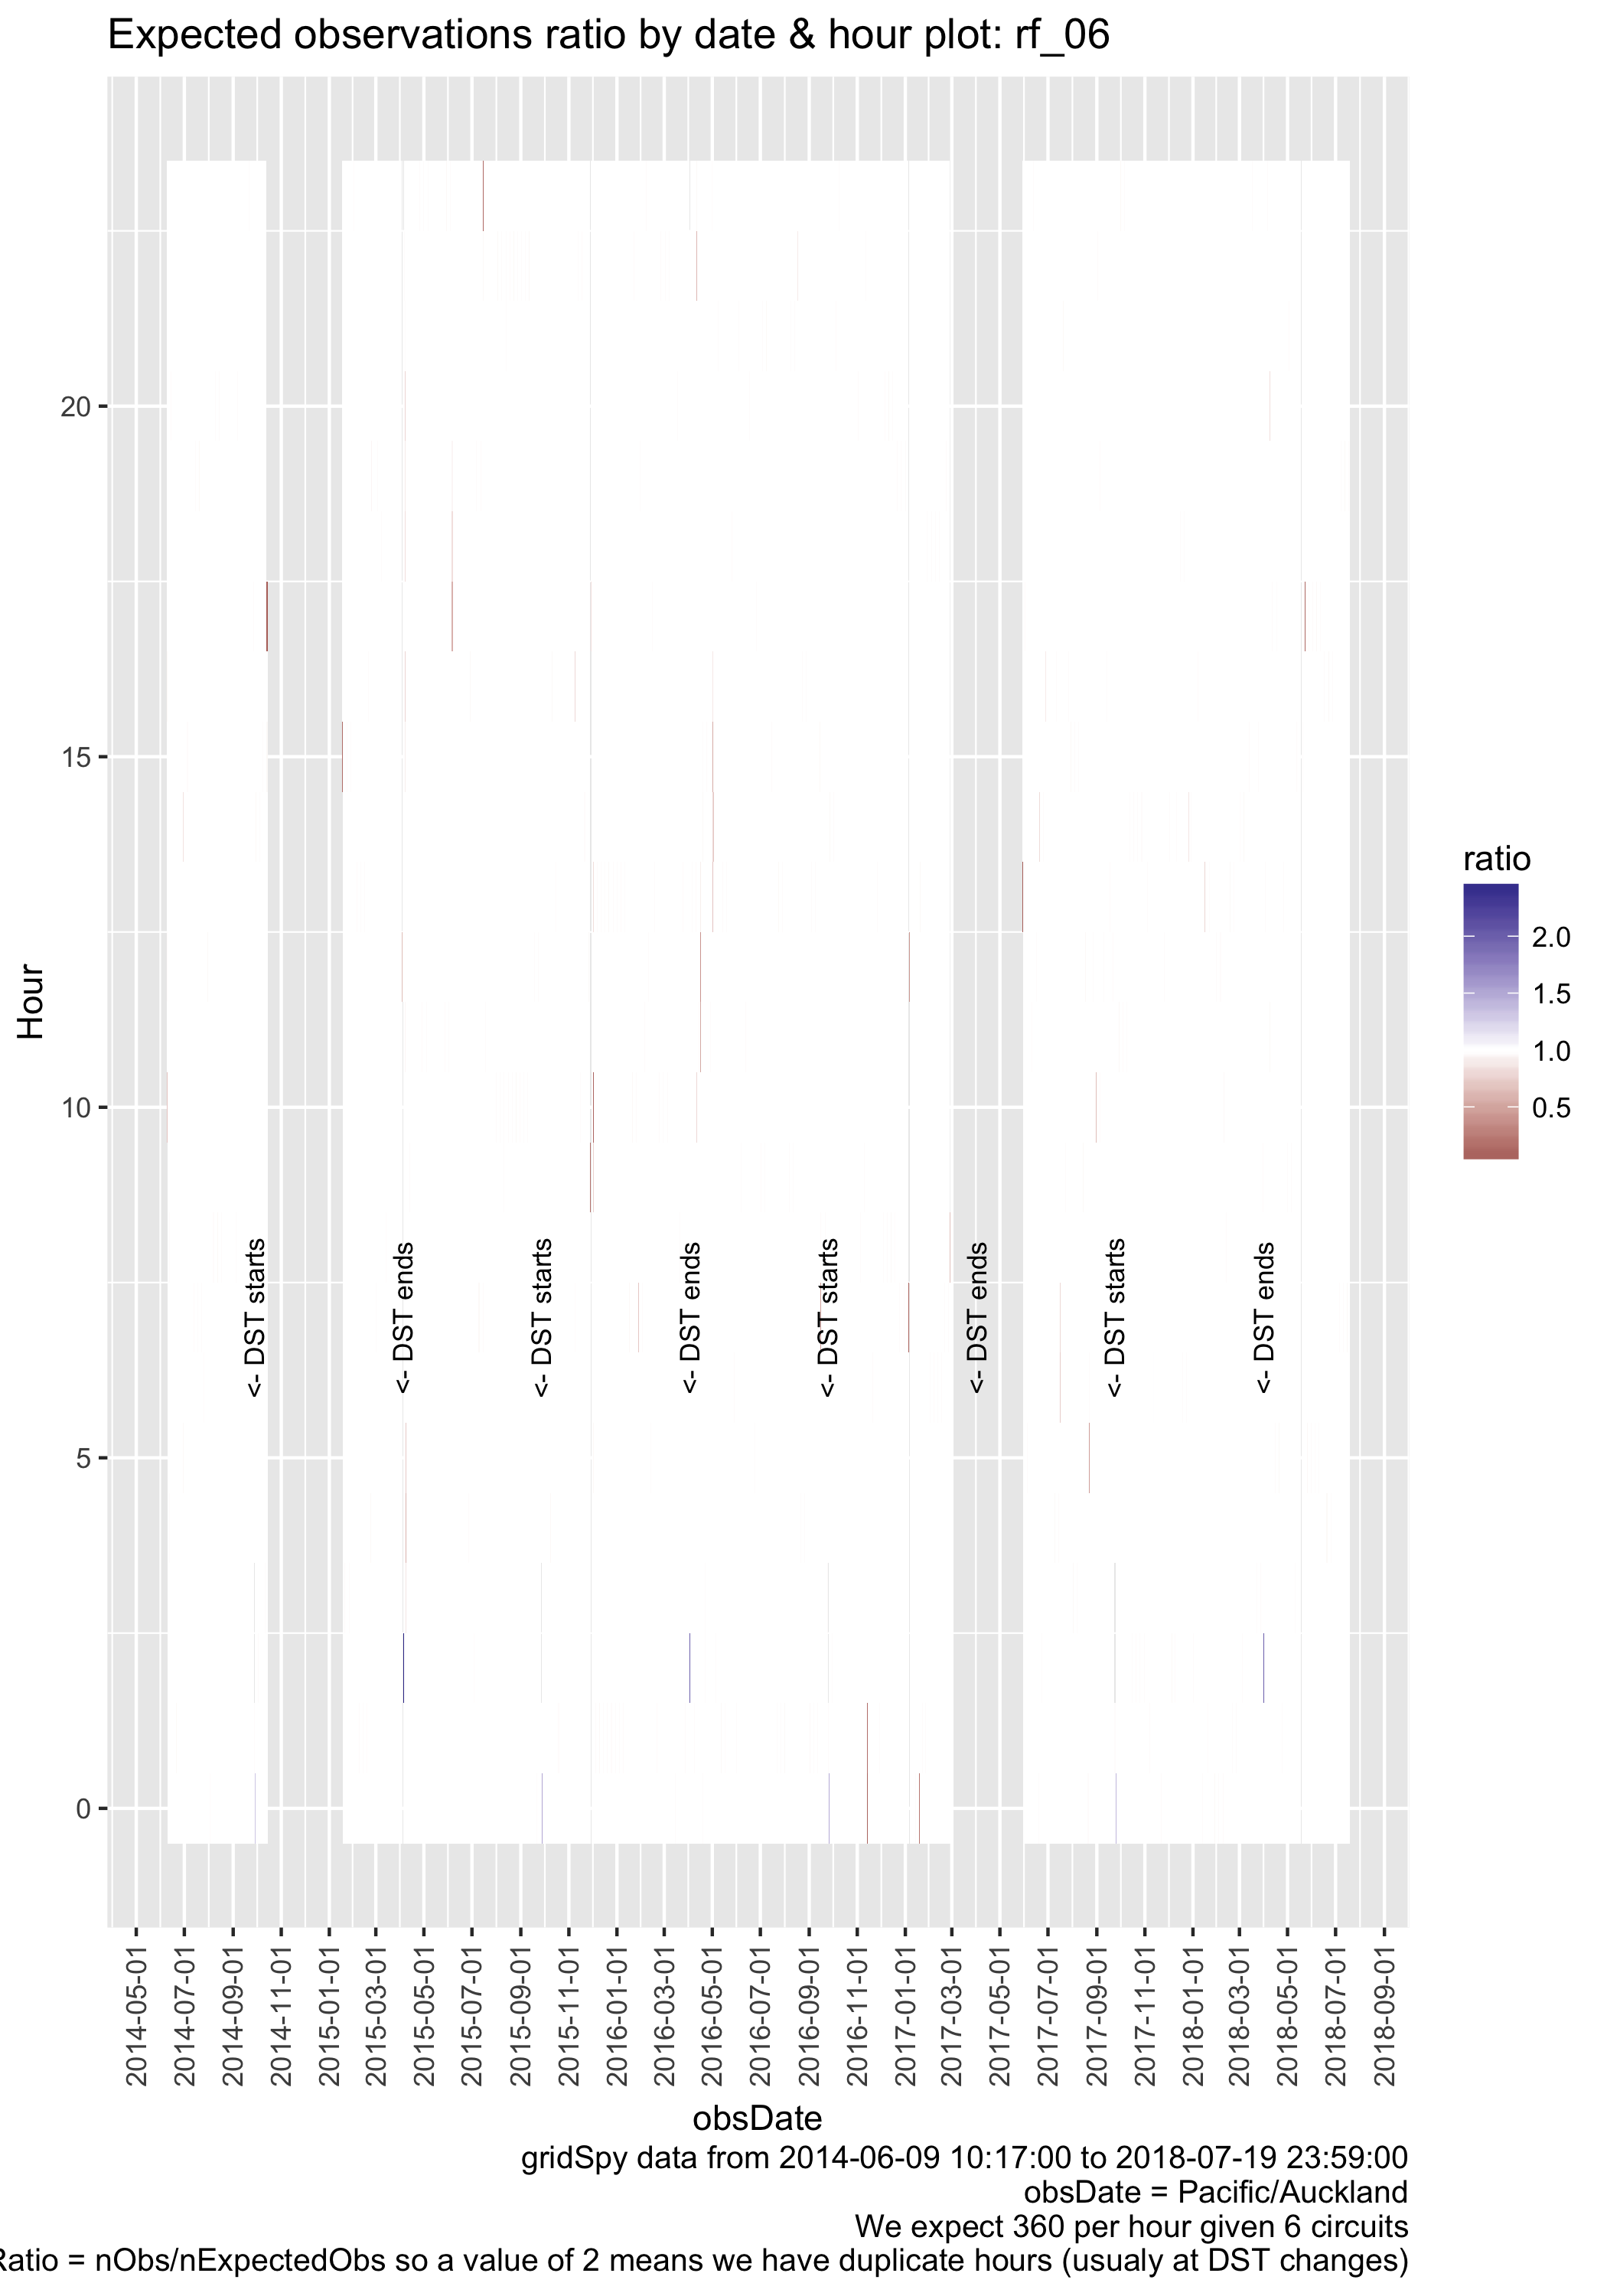 Expected observations ratio by date & hour plot: rf_06
20
15
10
5
0
Hour
<- DST starts
<- DST ends
<- DST starts
<- DST ends
<- DST starts
<- DST ends
<- DST starts
<- DST ends
ratio
2.0
1.5
1.0
0.5
2014-05-01
2014-07-01
2014-09-01
2014-11-01
2015-01-01
2015-03-01
2015-05-01
2015-07-01
2015-09-01
2015-11-01
2016-01-01
2016-03-01
2016-05-01
2016-07-01
2016-09-01
2016-11-01
2017-01-01
2017-03-01
2017-05-01
2017-07-01
2017-09-01
2017-11-01
2018-01-01
2018-03-01
2018-05-01
2018-07-01
2018-09-01
obsDate
gridSpy data from 2014-06-09 10:17:00 to 2018-07-19 23:59:00
obsDate = Pacific/Auckland
We expect 360 per hour given 6 circuits
Ratio = nObs/nExpectedObs so a value of 2 means we have duplicate hours (usualy at DST changes)